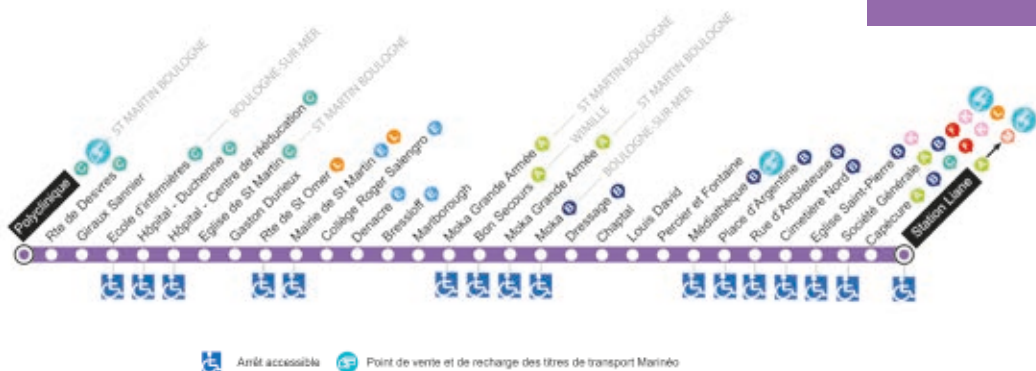 Polyclinique
ST MARTIN BOULOGNE
Rte de Desvres
Giraux Sannier
Ecole d'infirmières
BOULOGNE-SUR-MER
Hôpital - Duchenne
Hôpital - Centre de rééducation
Eglise de St Martin
ST MARTIN BOULOGNE
Gaston Durieux
Rte de St Omer
Mairie de St Martin
Collège Roger Salengro
Denacre
Bressloff
Marlborough
Moka Grande Armée
ST MARTIN BOULOGNE
Bon Secours
WIMILLE
Moka Grande Armée
ST MARTIN BOULOGNE
Moka
BOULOGNE-SUR-MER
Dressage
Chaptal
Louis David
Percier et Fontaine
Médiathèque
Place d'Argentine
Rue d'Ambleteuse
Cimetière Nord
Eglise Saint-Pierre
Société Générale
Capécure
Station Liane
Arrêt accessible
Point de vente et de recharge des titres de transport Marinéo